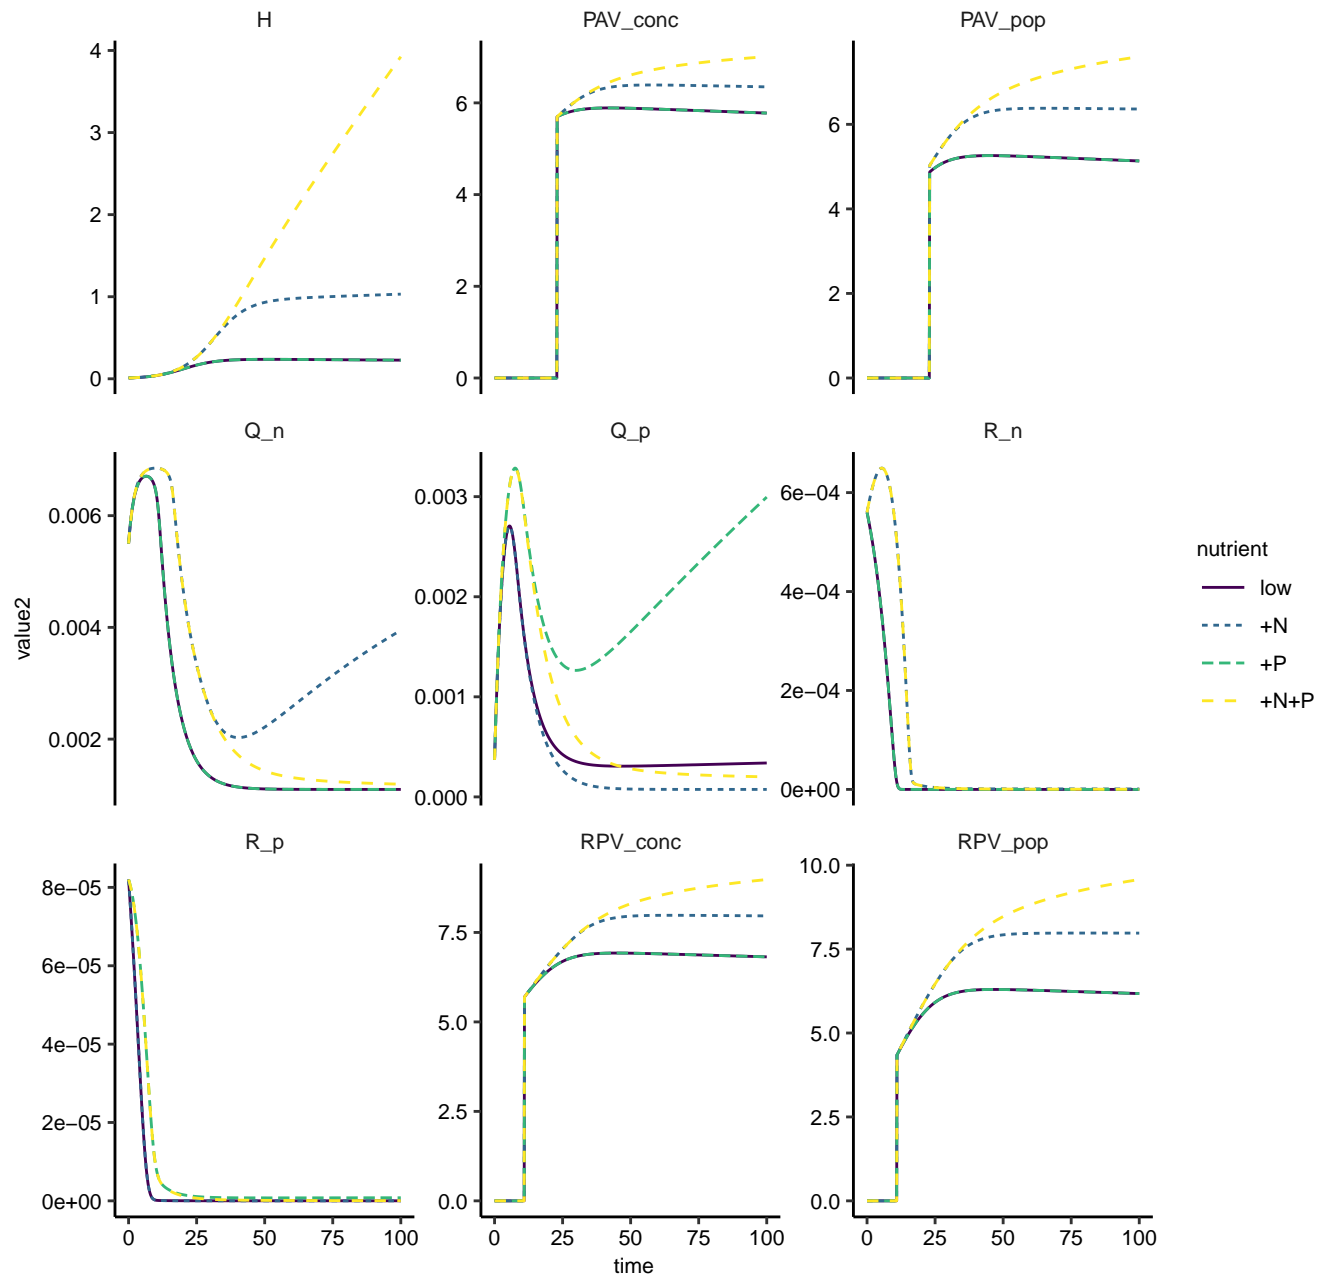 H
PAV_conc
PAV_pop
4
3
2
1
0
6
4
2
0
6
4
2
0
Q_n
Q_p
R_n
0.006
0.004
0.002
0.003
0.002
0.001
0.000
6e−04
4e−04
2e−04
0e+00
value2
nutrient
low
+N
+P
+N+P
R_p
RPV_conc
RPV_pop
8e−05
6e−05
4e−05
2e−05
0e+00
7.5
5.0
2.5
0.0
10.0
7.5
5.0
2.5
0.0
0 25 50 75 100
0 25 50 75 100
0 25 50 75 100
time